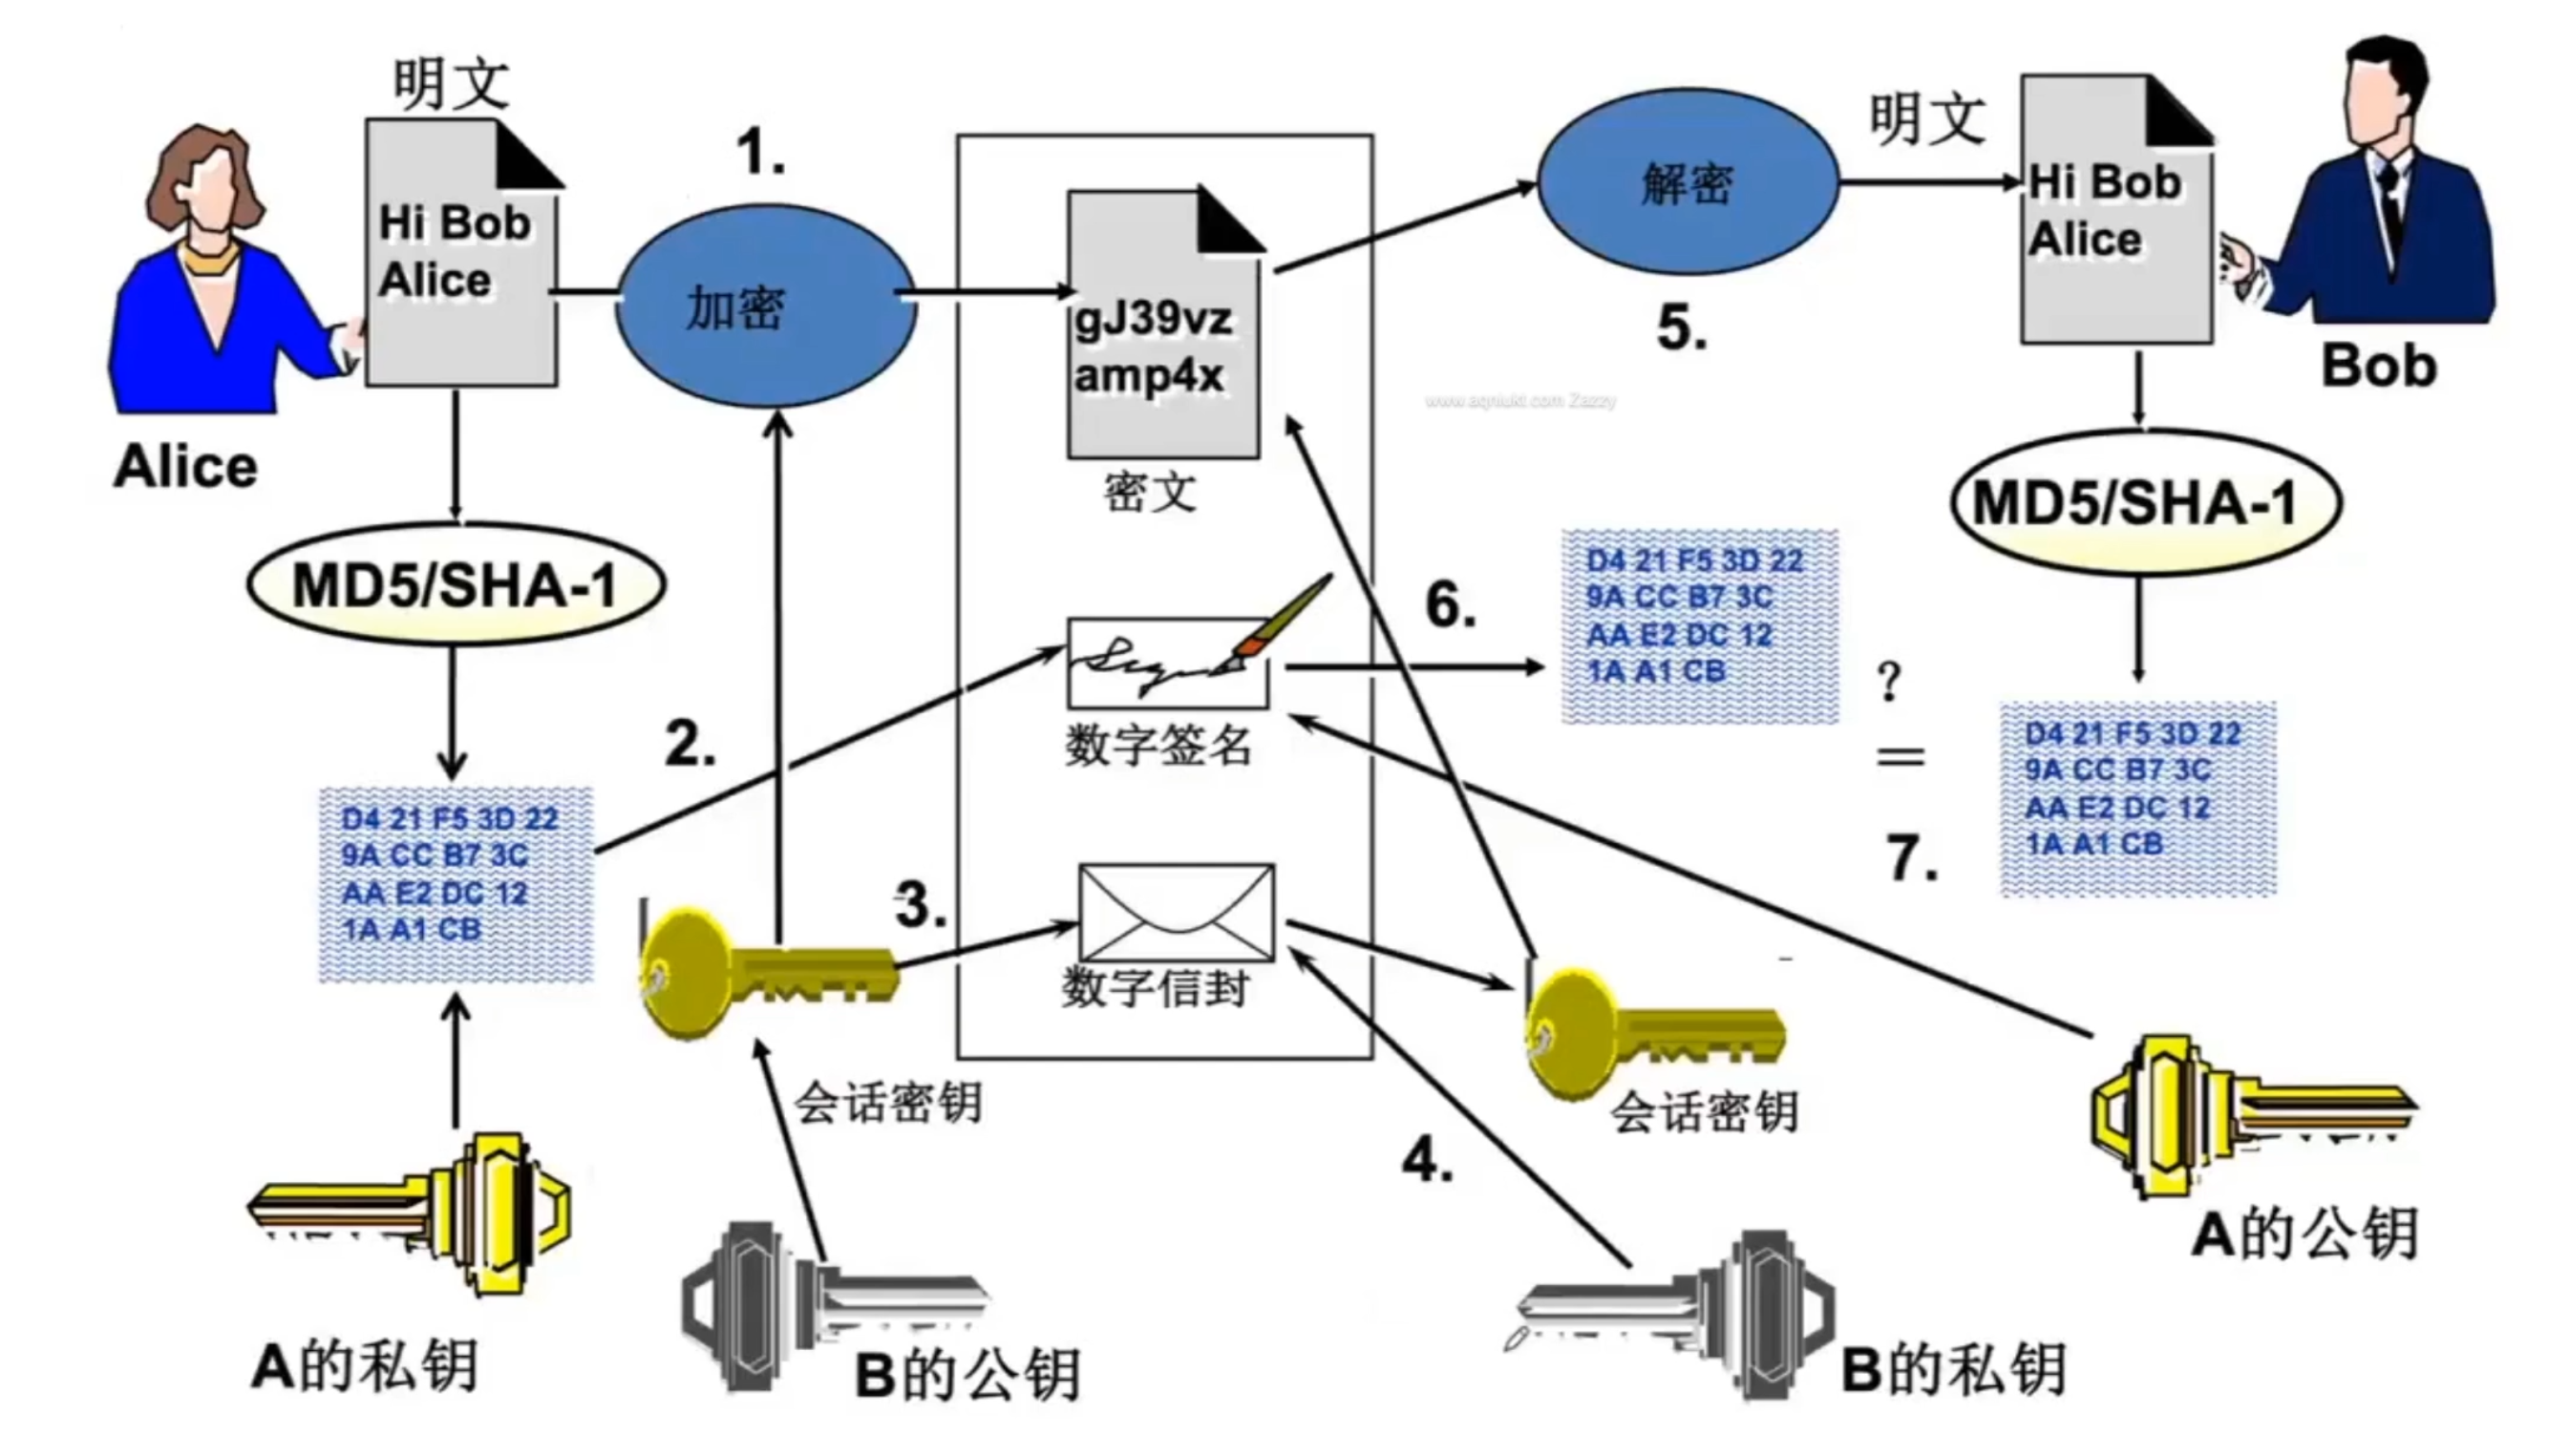 明文
Hi Bob
Alice
Alice
1.
加密
MD5/SHA-1
D4 21 F5 3D 22
9A CC B7 3C
AA E2 DC 12
1A A1 CB
2.
3.
会话密钥
A的私钥
B的公钥
gJ39vz
amp4x
密文
数字签名
数字信封
解密
5.
明文
Hi Bob
Alice
Bob
www.aqniukt.com Zazzy
MD5/SHA-1
6.
D4 21 F5 3D 22
9A CC B7 3C
AA E2 DC 12
1A A1 CB
?
=
7.
D4 21 F5 3D 22
9A CC B7 3C
AA E2 DC 12
1A A1 CB
会话密钥
4.
B的私钥
A的公钥